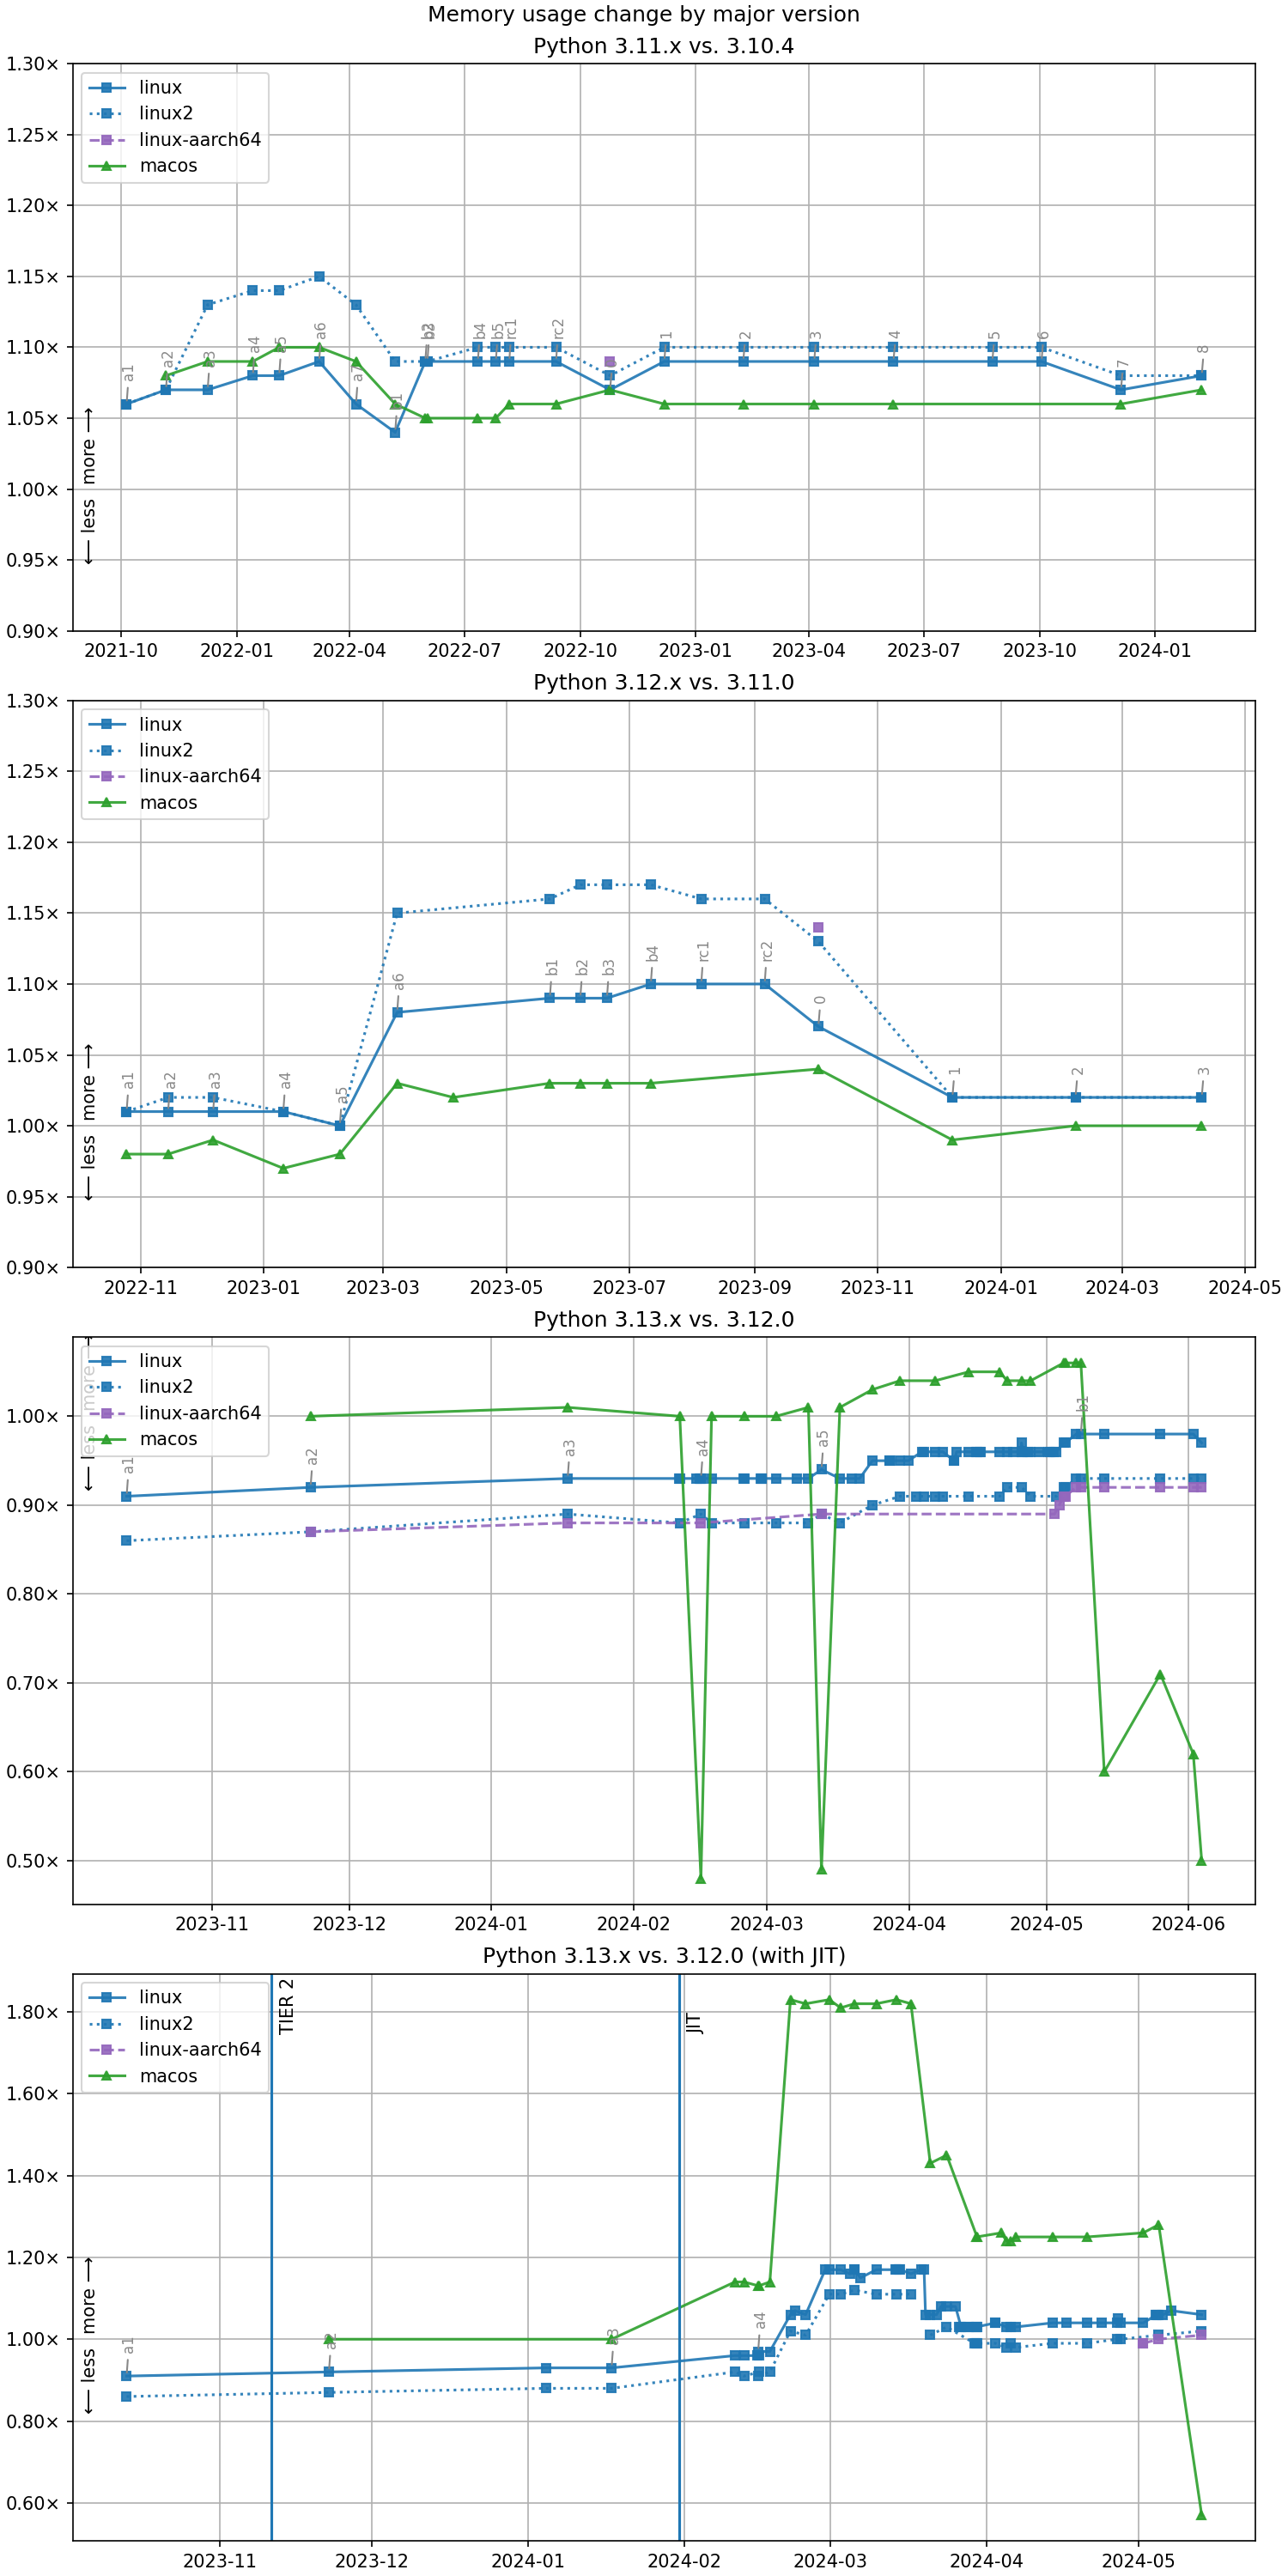 Memory usage change by major version
Python 3.11.x vs. 3.10.4
1.30×
1.25×
1.20×
1.15×
1.10×
1.05×
1.00×
0.95×
0.90×
linux
linux2
linux-aarch64
macos
← less more →
a1
a2
a3
a4
a5
a6
a7
b3
b4
b5
rc1
rc2
1
2
3
4
5
6
7
8
2021-10 2022-01 2022-04 2022-07 2022-10 2023-01 2023-04 2023-07 2023-10 2024-01
Python 3.12.x vs. 3.11.0
1.30×
1.25×
1.20×
1.15×
1.10×
1.05×
1.00×
0.95×
0.90×
linux
linux2
linux-aarch64
macos
← less more →
a1
a2
a3
a4
a5
a6
b1
b2
b3
b4
rc1
rc2
0
1
2
3
2022-11 2023-01 2023-03 2023-05 2023-07 2023-09 2023-11 2024-01 2024-03 2024-05
Python 3.13.x vs. 3.12.0
1.00×
0.90×
0.80×
0.70×
0.60×
0.50×
linux
linux2
linux-aarch64
macos
← less more →
a1
a2
a3
a4
a5
b1
2023-11 2023-12 2024-01 2024-02 2024-03 2024-04 2024-05 2024-06
Python 3.13.x vs. 3.12.0 (with JIT)
1.80×
1.60×
1.40×
1.20×
1.00×
0.80×
0.60×
linux
linux2
linux-aarch64
macos
TIER 2
JIT
← less more →
a1
a2
a3
a4
2023-11 2023-12 2024-01 2024-02 2024-03 2024-04 2024-05